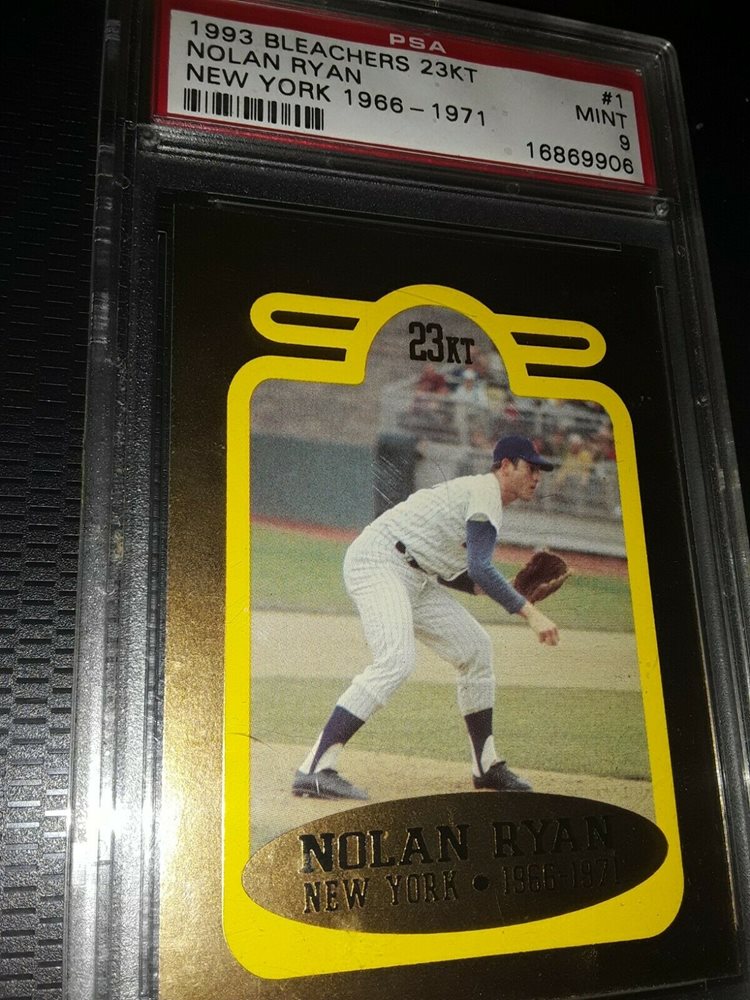 PSA
1993 BLEACHERS 23KT
NOLAN RYAN
NEW YORK 1966-1971
#1
MINT
9
16869906
23KT
NOLAN RYAN
NEW YORK • 1966-1971